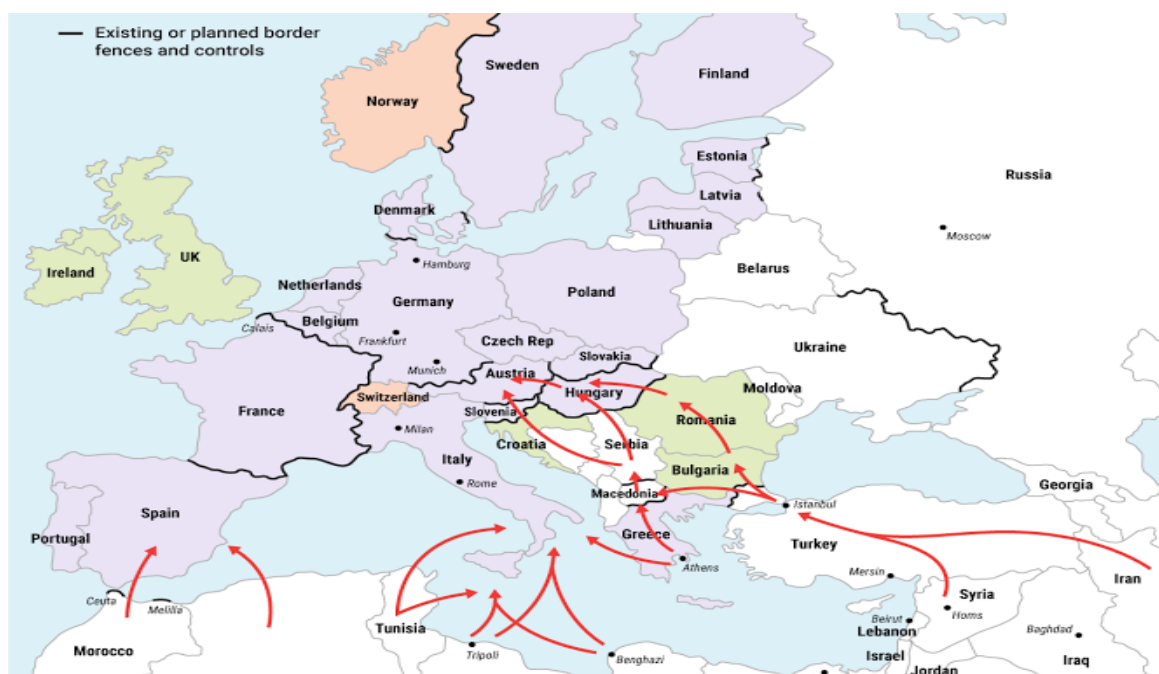 Existing or planned border
fences and controls
Sweden
Finland
Norway
Estonia
Russia
Latvia
Denmark
Lithuania
Moscow
UK
Ireland
Hamburg
Belarus
Netherlands
Poland
Germany
Belgium
Calais
Frankfurt
Czech Rep
Ukraine
Slovakia
Munich
Austria
Moldova
Hungary
Switzerland
France
Slovenia
Romania
Milan
Croatia
Serbia
Italy
Bulgaria
Rome
Georgia
Macedonia
Istanbul
Spain
Greece
Portugal
Turkey
Athens
Mersin
Iran
Syria
Ceuta
Melilla
Homs
Beirut
Tunisia
Lebanon
Baghdad
Morocco
Tripoli
Benghazi
Israel
Iraq
Jordan